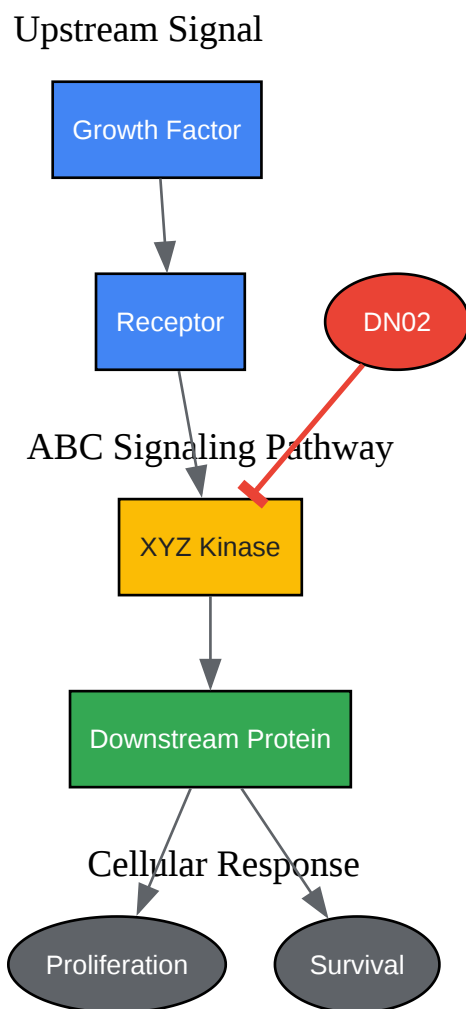 Upstream Signal
Growth Factor
Receptor
DN02
ABC Signaling Pathway
XYZ Kinase
Downstream Protein
Cellular Response
Proliferation
Survival